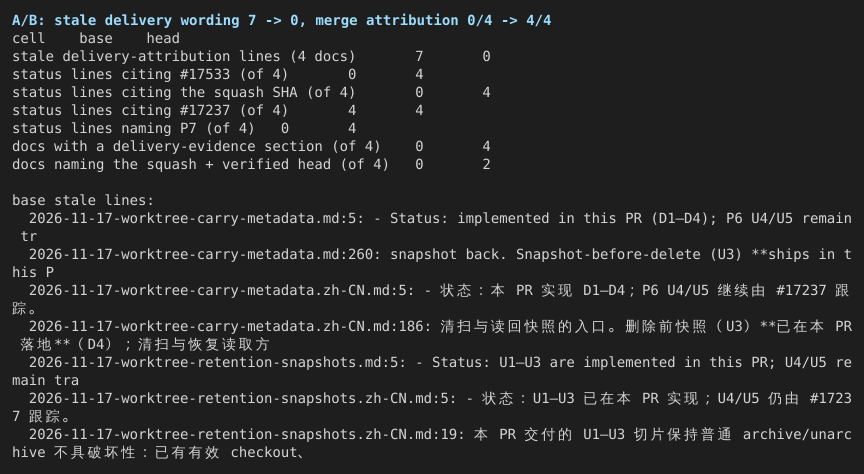 A/B: stale delivery wording 7 -> 0, merge attribution 0/4 -> 4/4
cell    base    head
stale delivery-attribution lines (4 docs)       7       0
status lines citing #17533 (of 4)       0       4
status lines citing the squash SHA (of 4)       0       4
status lines citing #17237 (of 4)       4       4
status lines naming P7 (of 4)   0       4
docs with a delivery-evidence section (of 4)    0       4
docs naming the squash + verified head (of 4)   0       2

base stale lines:
  2026-11-17-worktree-carry-metadata.md:5: - Status: implemented in this PR (D1–D4); P6 U4/U5 remain
 tr
  2026-11-17-worktree-carry-metadata.md:260: snapshot back. Snapshot-before-delete (U3) **ships in t
his P
  2026-11-17-worktree-carry-metadata.zh-CN.md:5: - 状态：本 PR 实现 D1–D4；P6 U4/U5 继续由 #17237 跟
踪。
  2026-11-17-worktree-carry-metadata.zh-CN.md:186: 清扫与读回快照的入口。删除前快照（U3）**已在本 PR
 落地**（D4）；清扫与恢复读取方
  2026-11-17-worktree-retention-snapshots.md:5: - Status: U1–U3 are implemented in this PR; U4/U5 re
main tra
  2026-11-17-worktree-retention-snapshots.zh-CN.md:5: - 状态：U1–U3 已在本 PR 实现；U4/U5 仍由 #1723
7 跟踪。
  2026-11-17-worktree-retention-snapshots.zh-CN.md:19: 本 PR 交付的 U1–U3 切片保持普通 archive/unarc
hive 不具破坏性：已有有效 checkout、